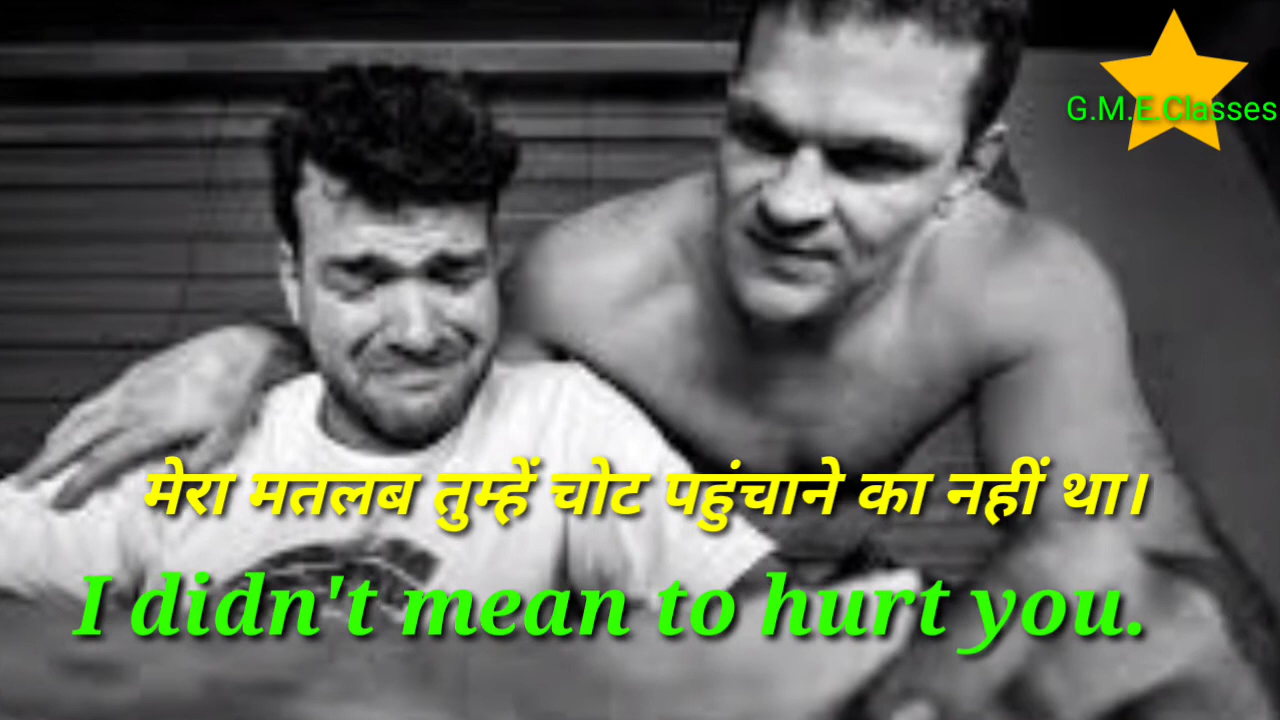 G.M.E.Classes
मेरा मतलब तुम्हें चोट पहुंचाने का नहीं था।
I didn't mean to hurt you.